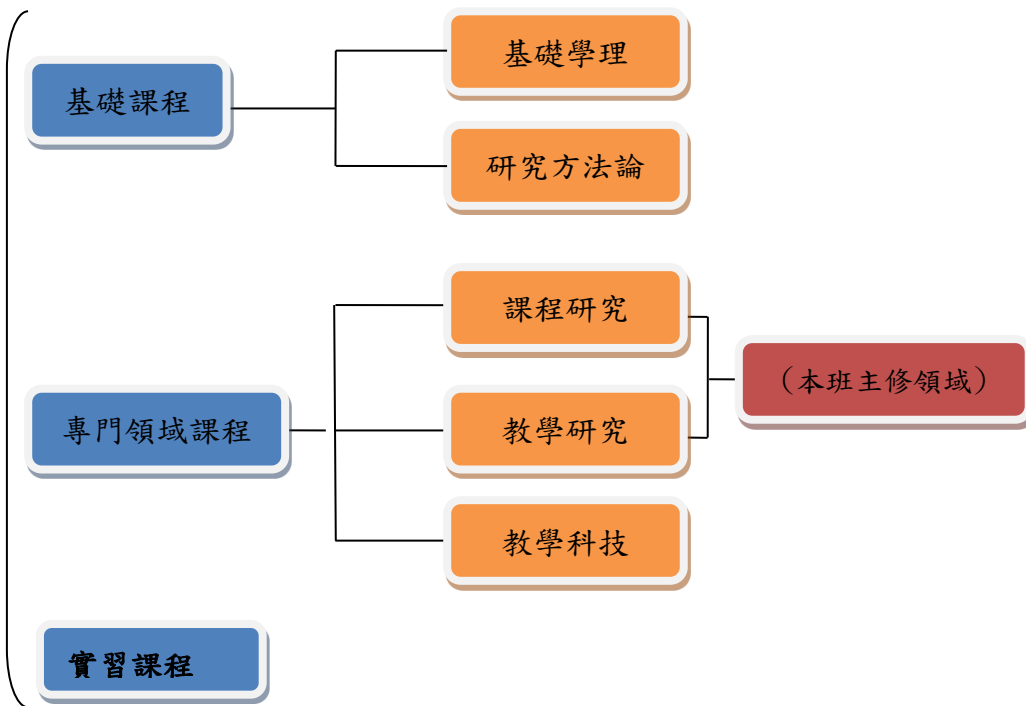 基礎學理
基礎課程
研究方法論
課程研究
（本班主修領域）
專門領域課程
教學研究
教學科技
實習課程